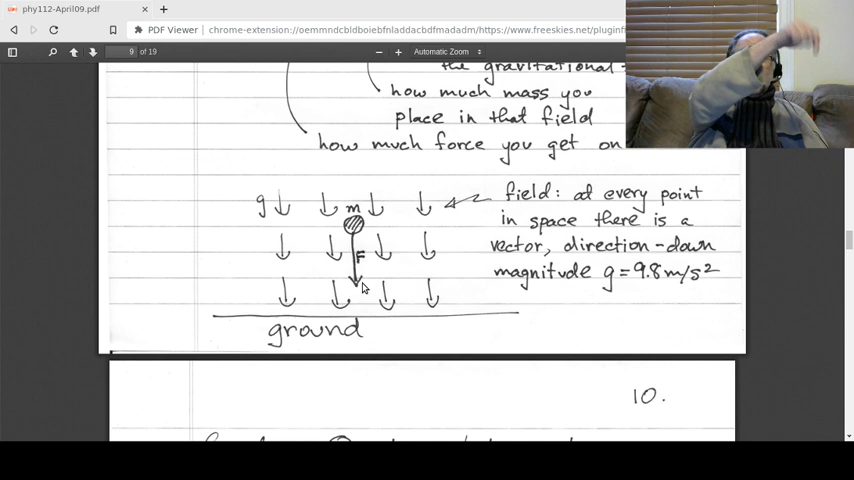 phy112-April09.pdf
PDF Viewer | chrome-extension://oemmndcbldboiebfnladdacbdfmadadm/https://www.freeskies.net/pluginfi
9 of 19
Automatic Zoom
the gravitational
how much mass you
place in that field
how much force you get on
g
m
F
field: at every point
in space there is a
vector, direction-down
magnitude g=9.8m/s²
ground
10.